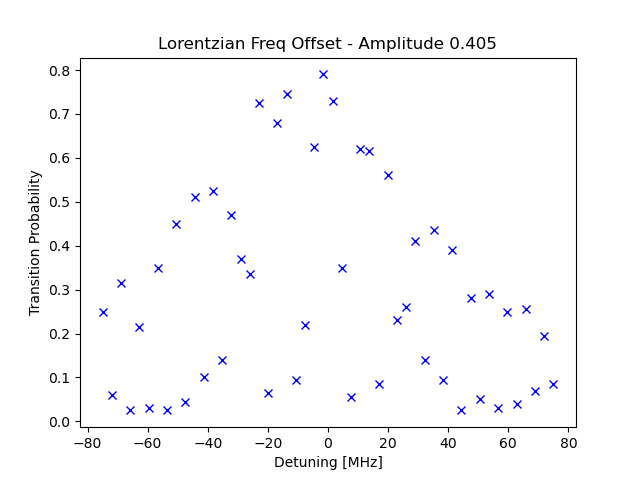 Lorentzian Freq Offset - Amplitude 0.405
0.8
0.7
0.6
0.5
0.4
0.3
0.2
0.1
0.0
Transition Probability
−80 −60 −40 −20 0 20 40 60 80
Detuning [MHz]